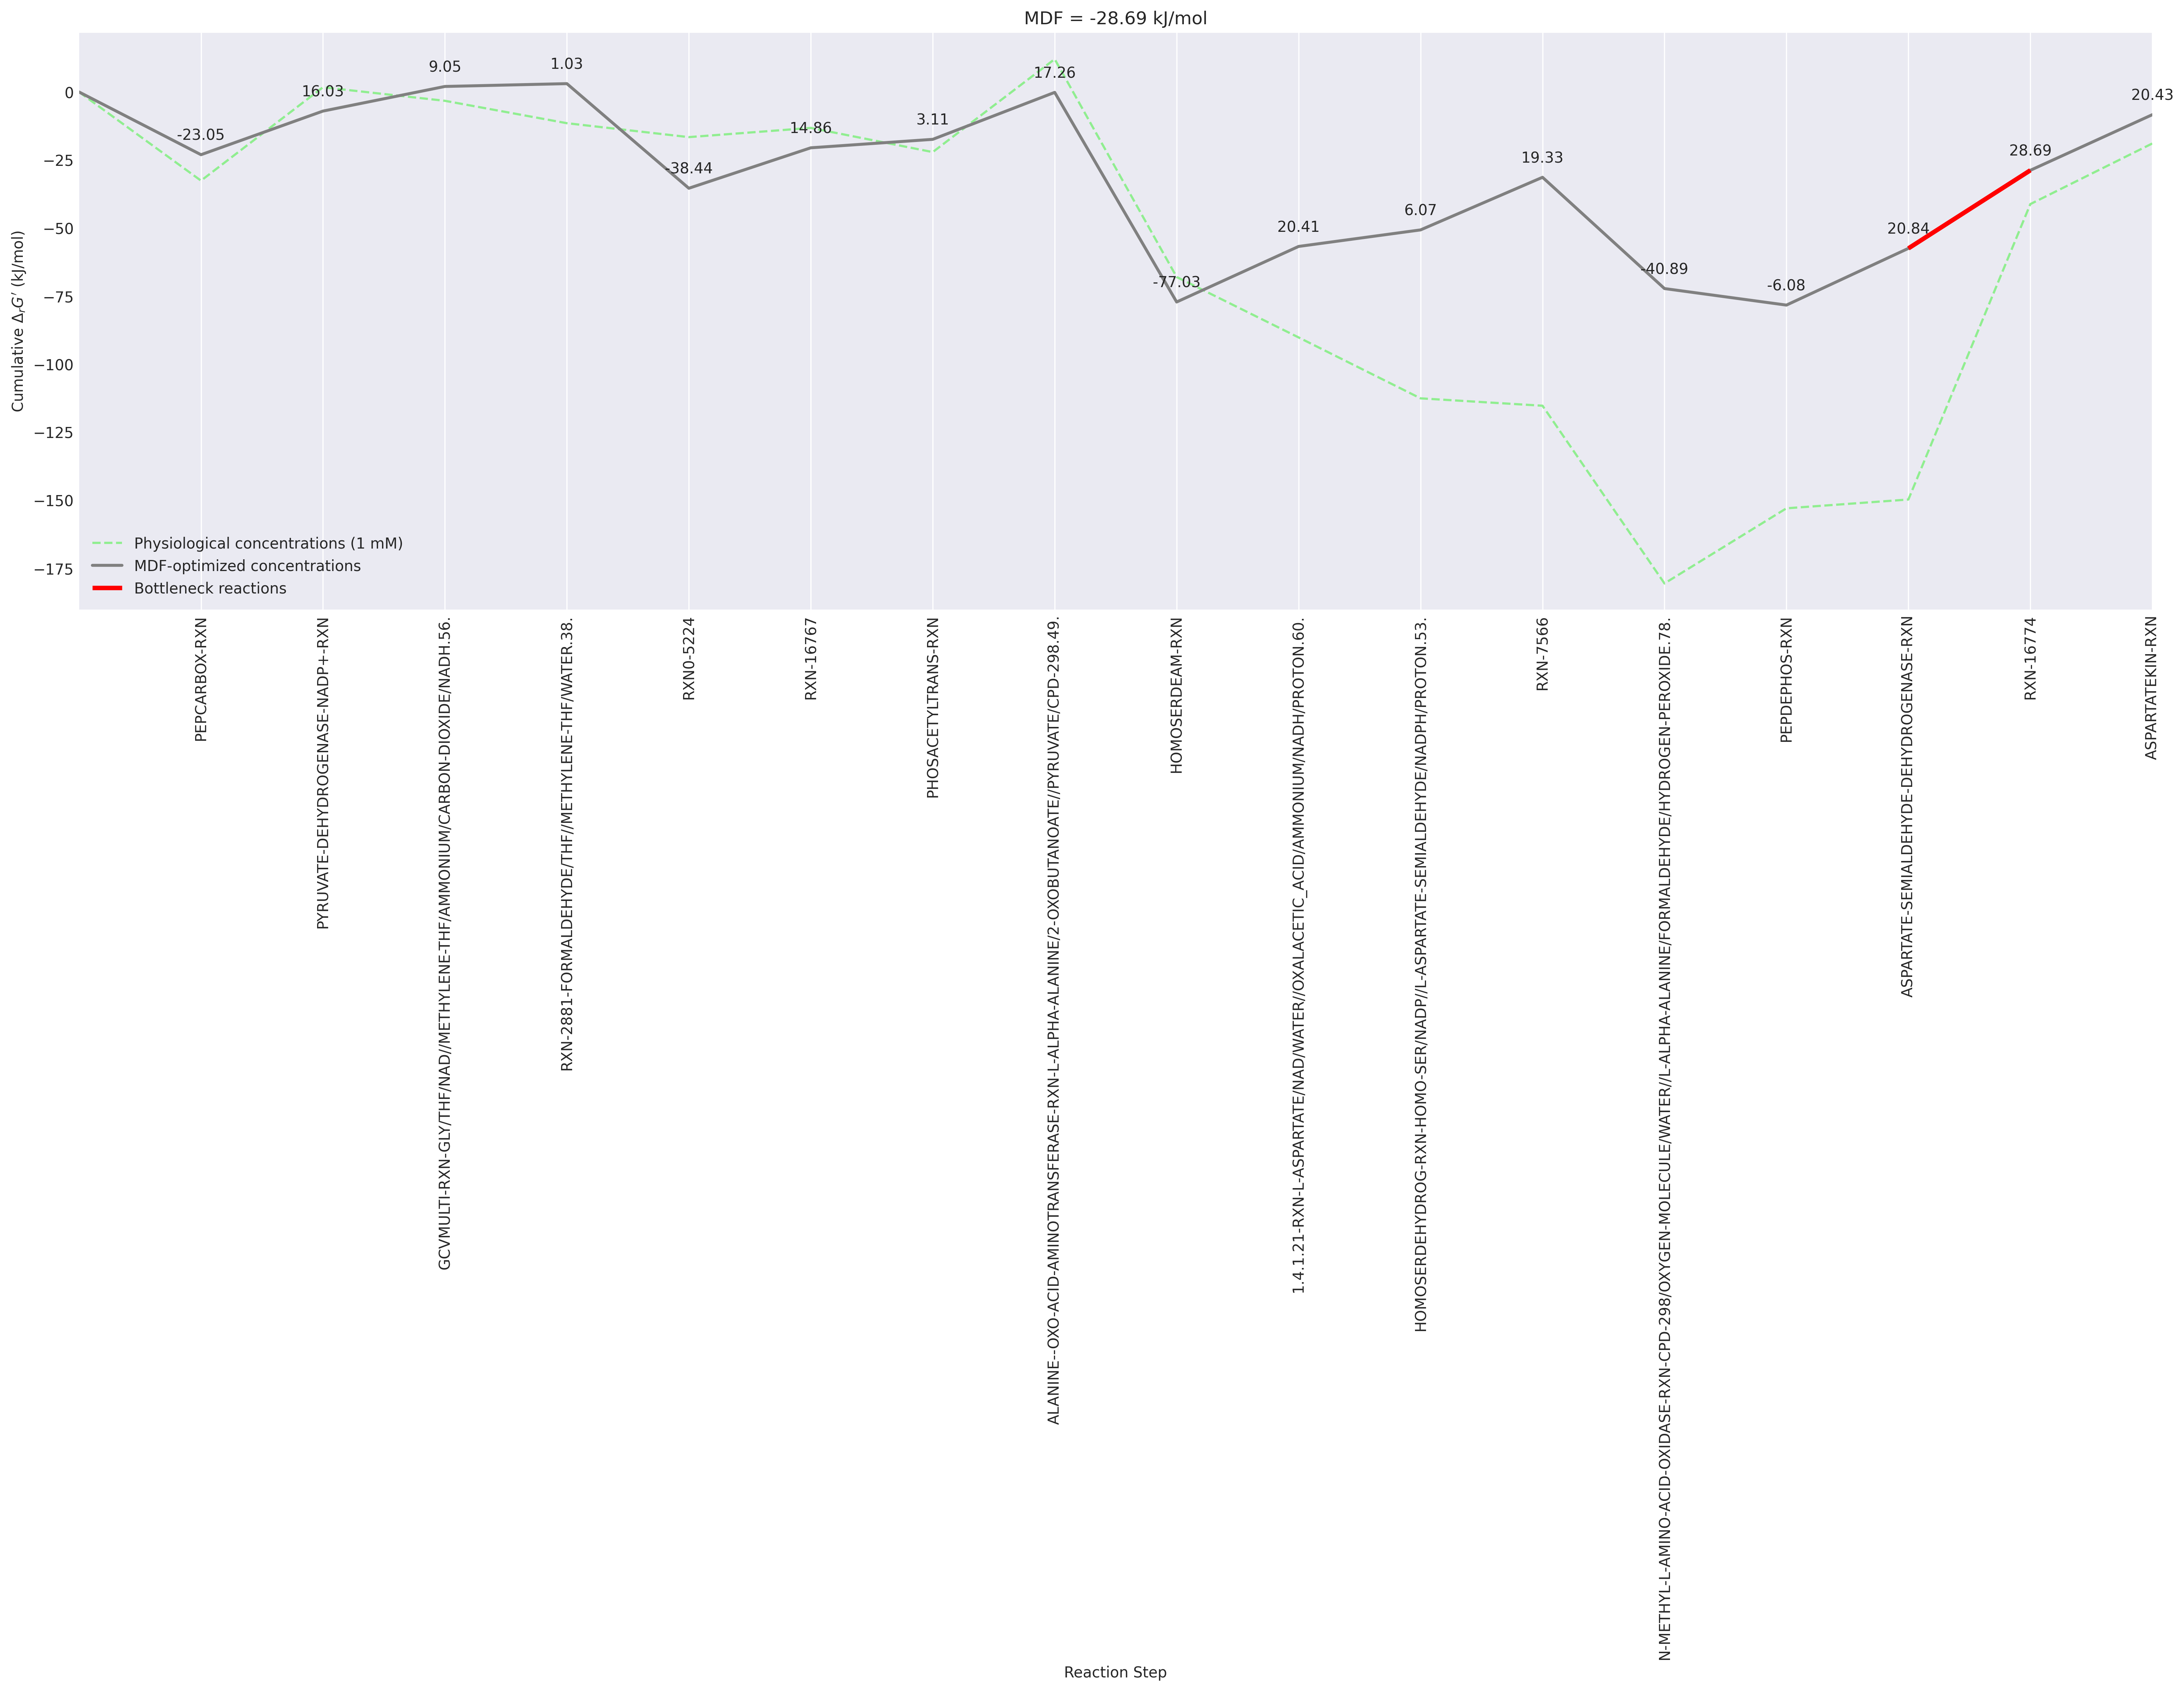 MDF = -28.69 kJ/mol
Cumulative ΔrG′ (kJ/mol)
0
−25
−50
−75
−100
−125
−150
−175
-23.05
16.03
9.05
1.03
-38.44
14.86
3.11
17.26
-77.03
20.41
6.07
19.33
-40.89
-6.08
20.84
28.69
20.43
Physiological concentrations (1 mM)
MDF-optimized concentrations
Bottleneck reactions
PEPCARBOX-RXN
PYRUVATE-DEHYDROGENASE-NADP+-RXN
GCVMULTI-RXN-GLY/THF/NAD//METHYLENE-THF/AMMONIUM/CARBON-DIOXIDE/NADH.56.
RXN-2881-FORMALDEHYDE/THF//METHYLENE-THF/WATER.38.
RXN0-5224
RXN-16767
PHOSACETYLTRANS-RXN
ALANINE--OXO-ACID-AMINOTRANSFERASE-RXN-L-ALPHA-ALANINE/2-OXOBUTANOATE//PYRUVATE/CPD-298.49.
HOMOSERDEAM-RXN
1.4.1.21-RXN-L-ASPARTATE/NAD/WATER//OXALACETIC_ACID/AMMONIUM/NADH/PROTON.60.
HOMOSERDEHYDROG-RXN-HOMO-SER/NADP//L-ASPARTATE-SEMIALDEHYDE/NADPH/PROTON.53.
RXN-7566
N-METHYL-L-AMINO-ACID-OXIDASE-RXN-CPD-298/OXYGEN-MOLECULE/WATER//L-ALPHA-ALANINE/FORMALDEHYDE/HYDROGEN-PEROXIDE.78.
PEPDEPHOS-RXN
ASPARTATE-SEMIALDEHYDE-DEHYDROGENASE-RXN
RXN-16774
ASPARTATEKIN-RXN
Reaction Step